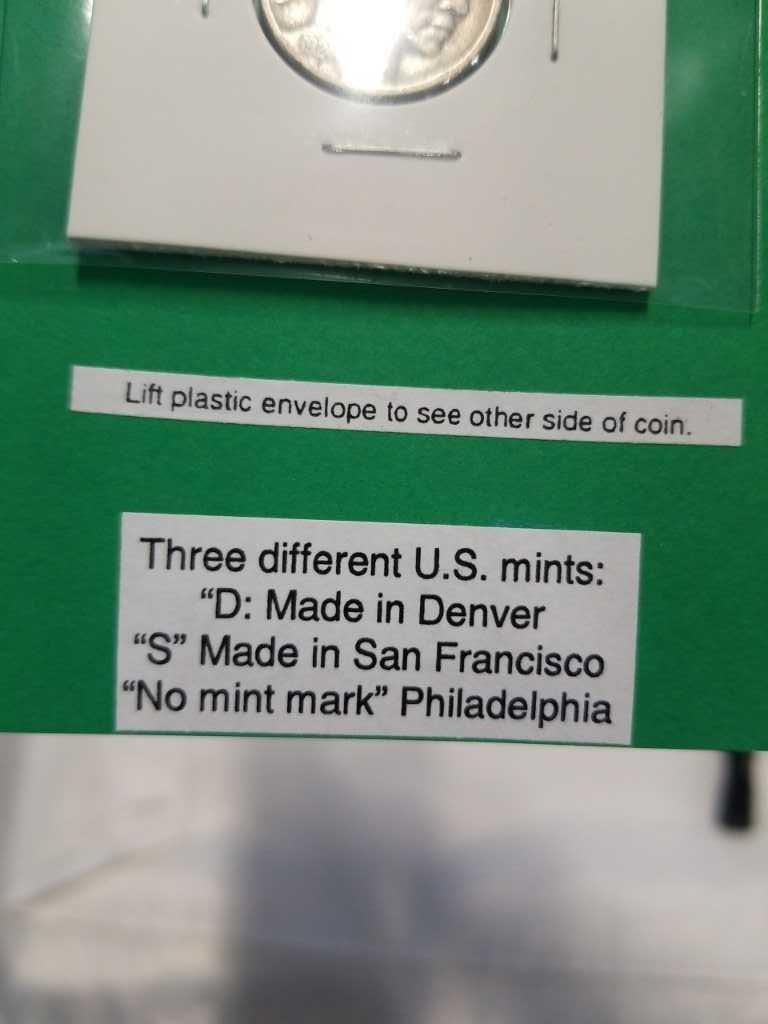 Lift plastic envelope to see other side of coin.
Three different U.S. mints:
“D: Made in Denver
“S” Made in San Francisco
“No mint mark” Philadelphia